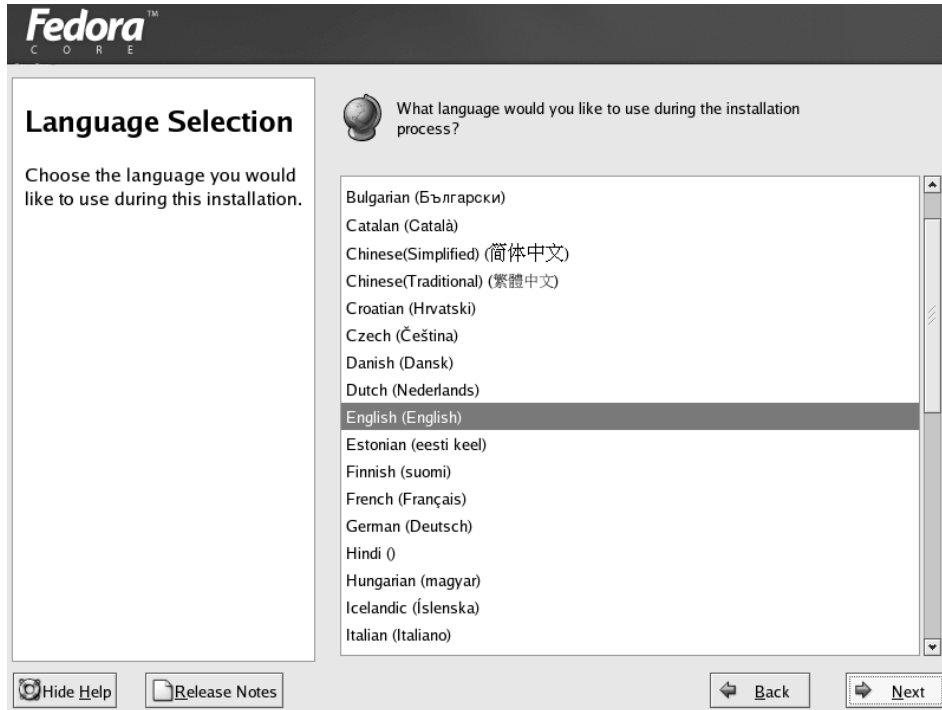 Fedora™
CORE
Language Selection
Choose the language you would
like to use during this installation.
What language would you like to use during the installation
process?
Bulgarian (Български)
Catalan (Català)
Chinese(Simplified) (简体中文)
Chinese(Traditional) (繁體中文)
Croatian (Hrvatski)
Czech (Čeština)
Danish (Dansk)
Dutch (Nederlands)
English (English)
Estonian (eesti keel)
Finnish (suomi)
French (Français)
German (Deutsch)
Hindi ()
Hungarian (magyar)
Icelandic (Íslenska)
Italian (Italiano)
Hide Help
Release Notes
Back
Next